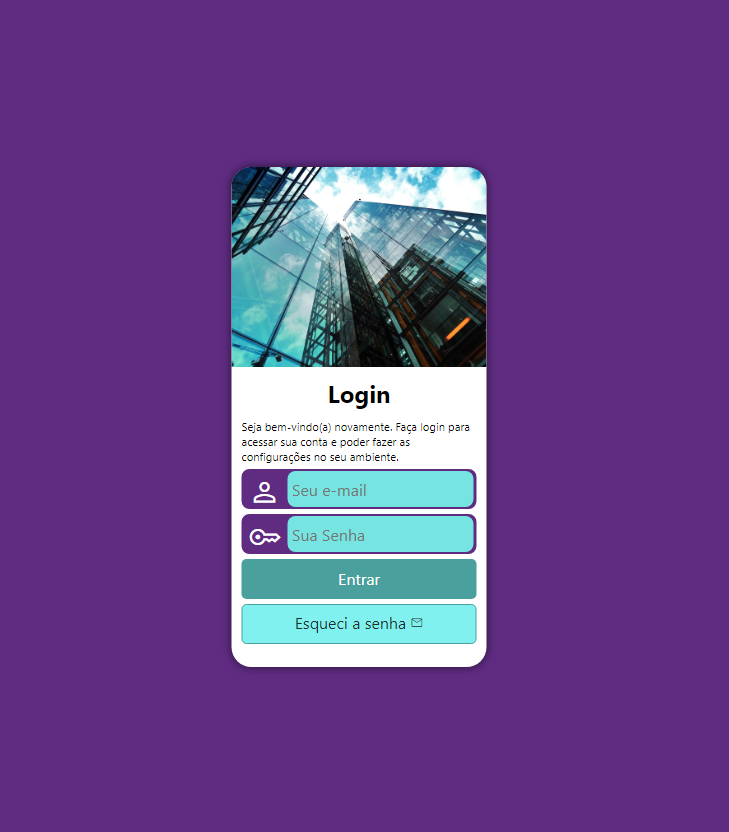 Login
Seja bem-vindo(a) novamente. Faça login para
acessar sua conta e poder fazer as
configurações no seu ambiente.
Seu e-mail
Sua Senha
Entrar
Esqueci a senha